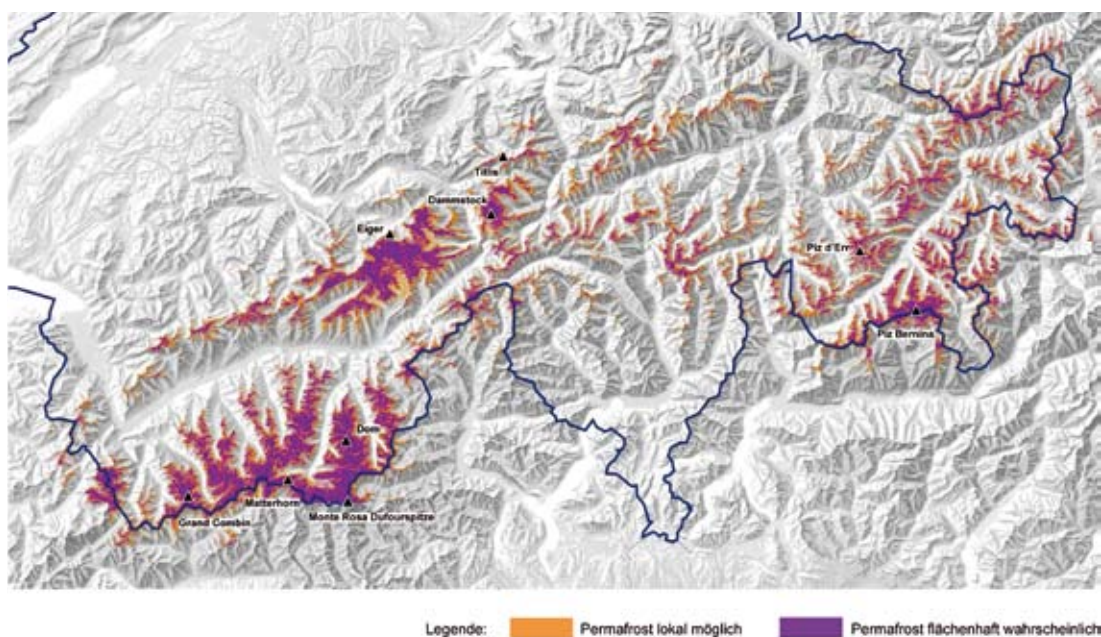 Titlis
Dammstock
Eiger
Piz d'Err
Piz Bernina
Dom
Matterhorn
Grand Combin
Monte Rosa Dufourspitze
Legende:
Permafrost lokal möglich
Permafrost flächenhaft wahrscheinlich